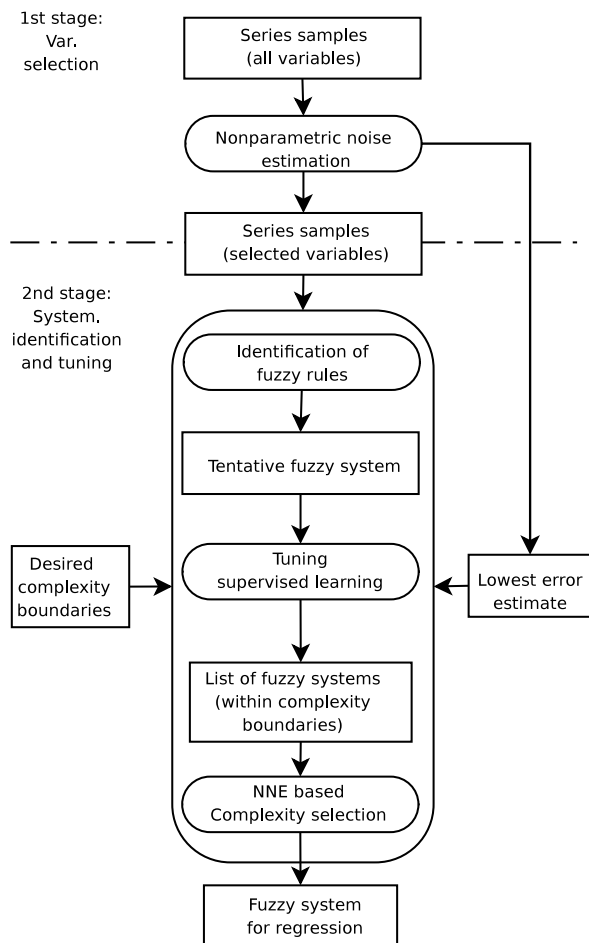 1st stage:
Var.
selection
Series samples
(all variables)
Nonparametric noise
estimation
Series samples
(selected variables)
2nd stage:
System.
identification
and tuning
Identification of
fuzzy rules
Tentative fuzzy system
Desired
complexity
boundaries
Tuning
supervised learning
Lowest error
estimate
List of fuzzy systems
(within complexity
boundaries)
NNE based
Complexity selection
Fuzzy system
for regression